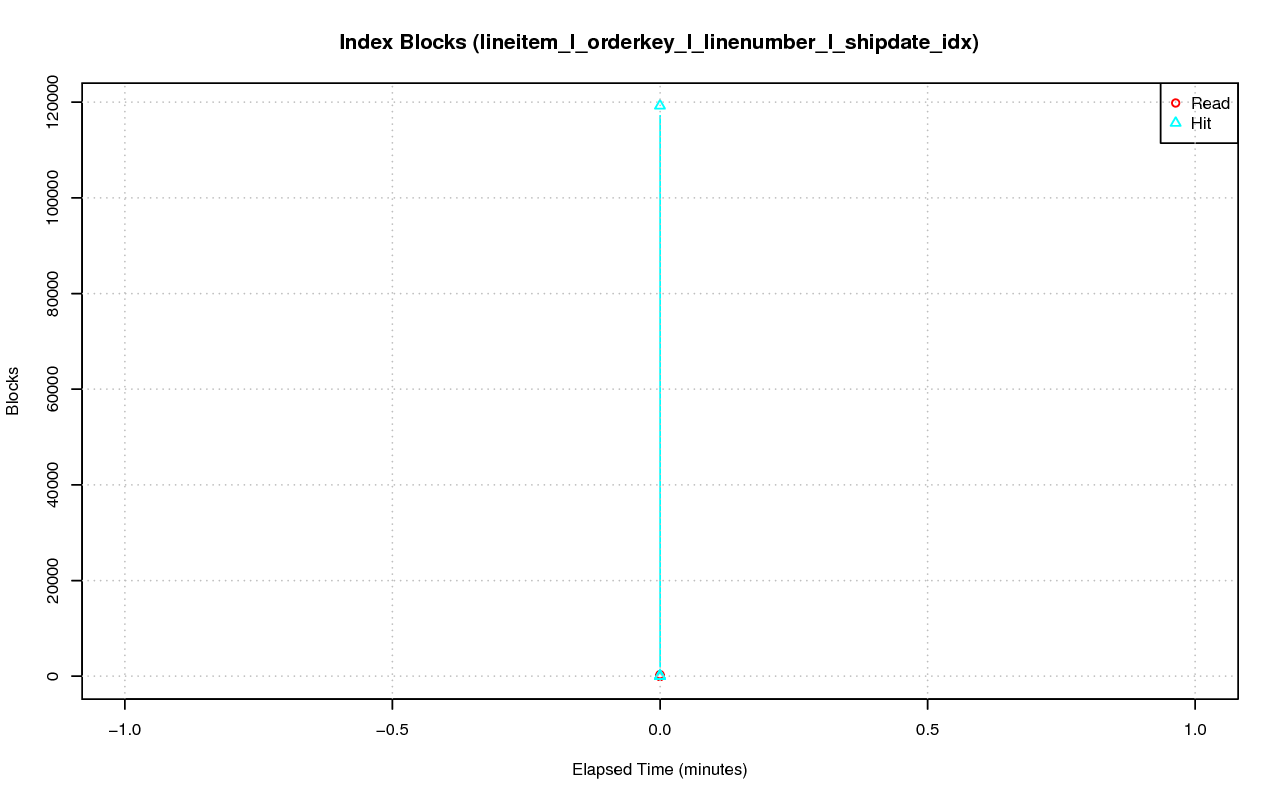 Index Blocks (lineitem_l_orderkey_l_linenumber_l_shipdate_idx)
120000
100000
80000
60000
40000
20000
0
Blocks
Read
Hit
−1.0 −0.5 0.0 0.5 1.0
Elapsed Time (minutes)